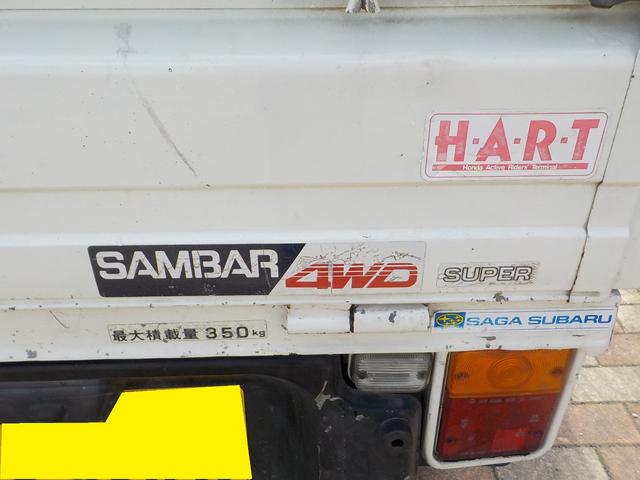 H·A·R·T
Honda Active Riders' Terminal
SAMBAR 4WD
SUPER
SAGA SUBARU
最大積載量 350kg